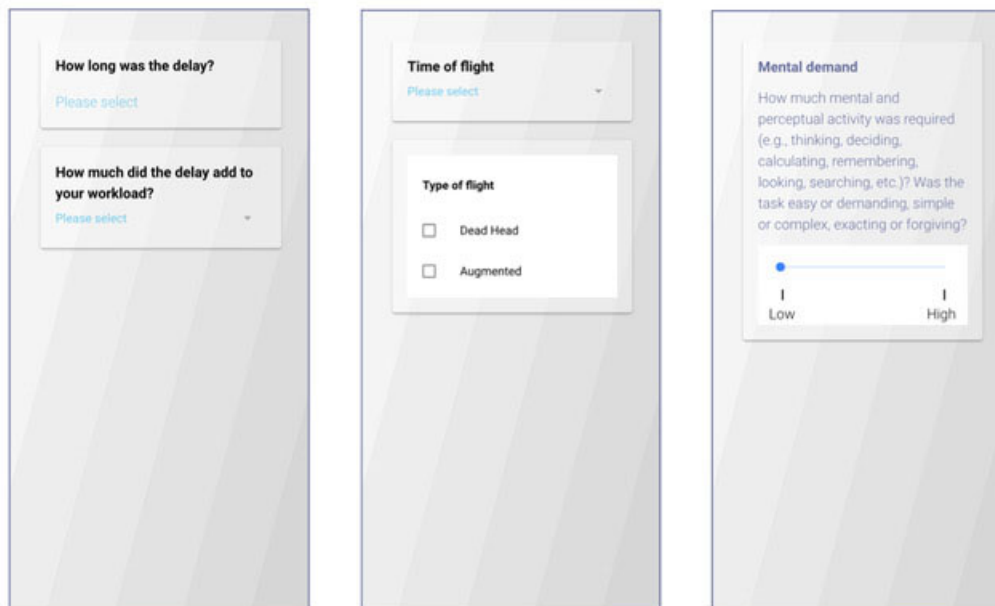 How long was the delay?
Please select
How much did the delay add to
your workload?
Please select
Time of flight
Please select
Type of flight
Dead Head
Augmented
Mental demand
How much mental and
perceptual activity was required
(e.g., thinking, deciding,
calculating, remembering,
looking, searching, etc.)? Was the
task easy or demanding, simple
or complex, exacting or forgiving?
Low
High